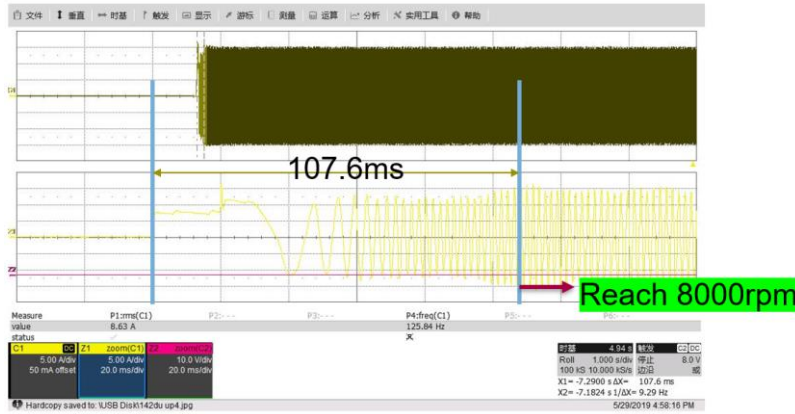 文件 垂直 时基 触发 显示 游标 测量 运算 分析 实用工具 帮助
C1
107.6ms
Z1
Z2
Reach 8000rpm
Measure P1:rms(C1) P2:--- P3:--- P4:freq(C1) P5:--- P6:---
value 8.63 A 125.84 Hz
status
C1 DC Z1 zoom(C1) Z2 zoom(C2) 时基 4.94 s 触发 C2 DC
5.00 A/div 5.00 A/div 10.0 V/div Roll 1.000 s/div 停止 8.0 V
50 mA offset 20.0 ms/div 20.0 ms/div 100 kS 10.000 kS/s 边沿
X1= -7.2900 s ΔX= 107.6 ms
X2= -7.1824 s 1/ΔX= 9.29 Hz
Hardcopy saved to: \USB Disk\142du up4.jpg 5/29/2019 4:58:16 PM